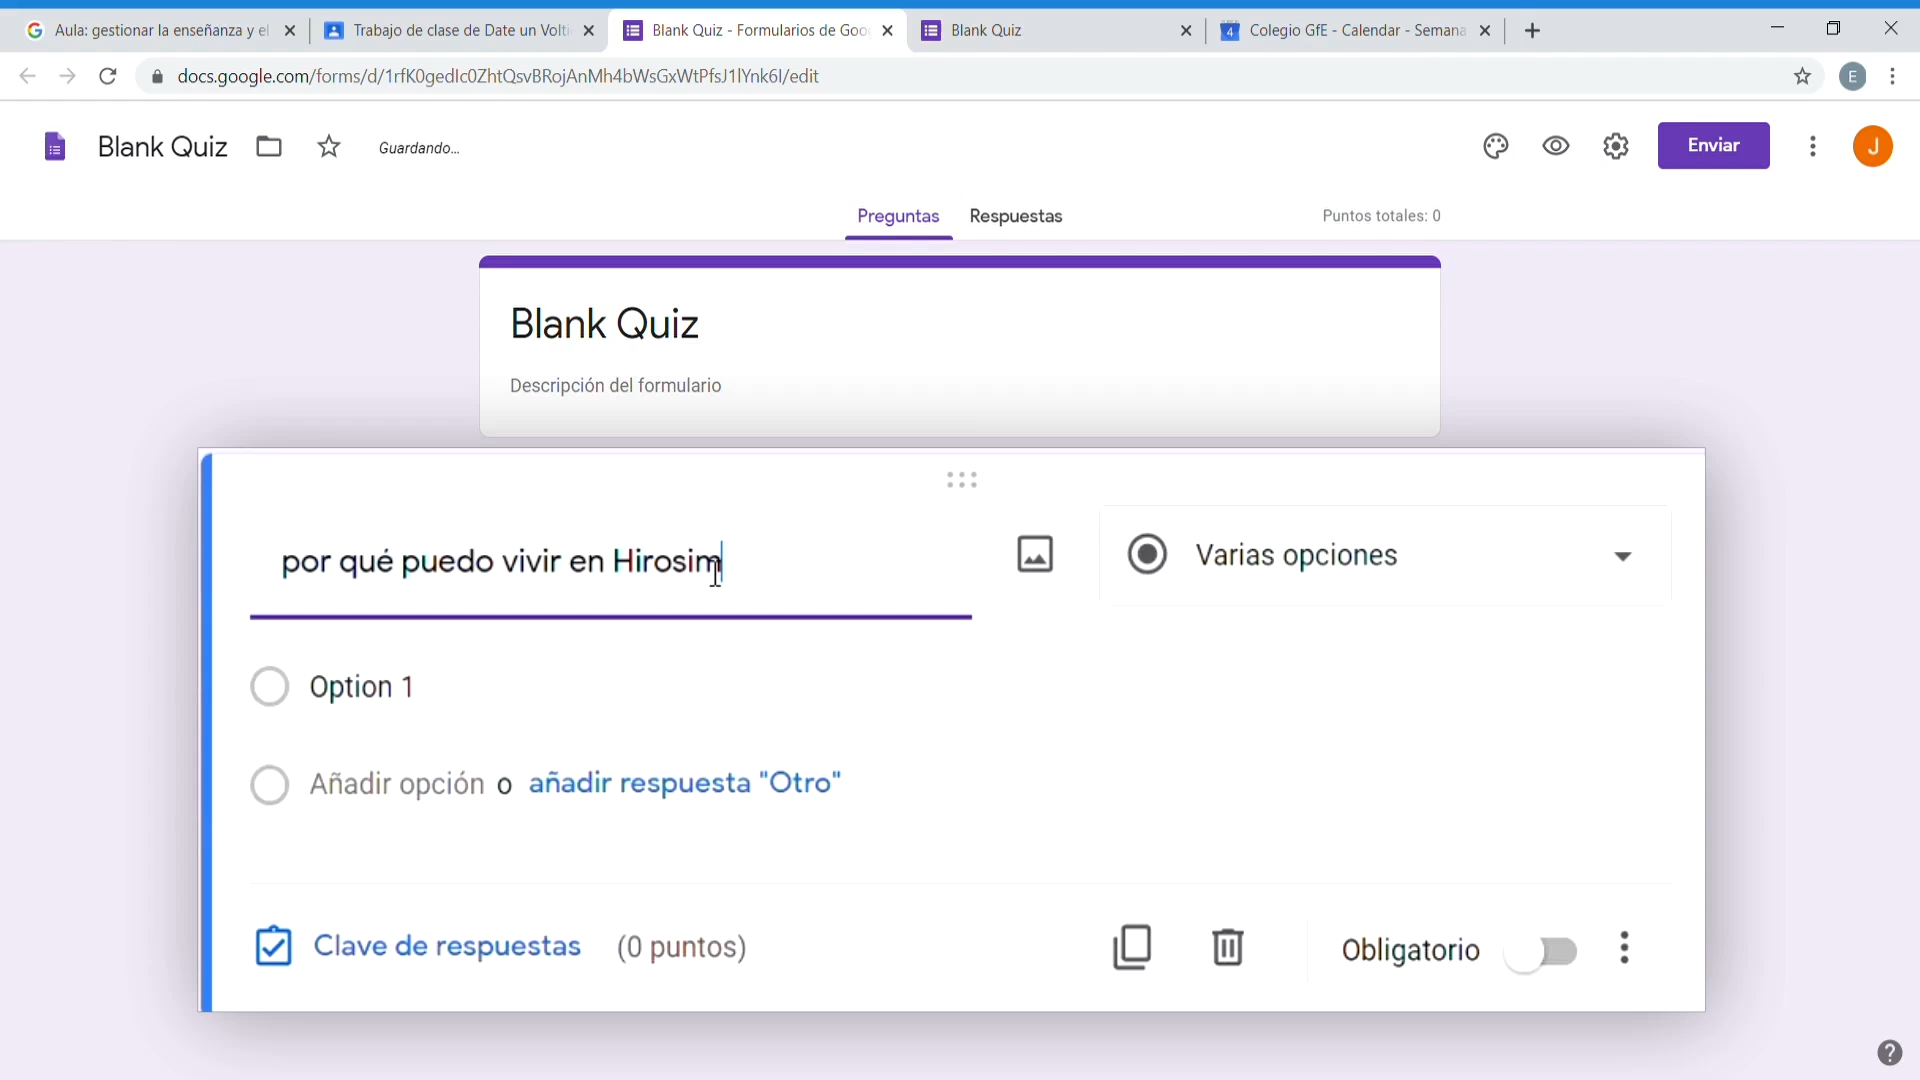 Aula: gestionar la enseñanza y el
Trabajo de clase de Date un Volti
Blank Quiz - Formularios de Goo
Blank Quiz
4
Colegio GfE - Calendar - Semana
docs.google.com/forms/d/1rfK0gedIc0ZhtQsvBRojAnMh4bWsGxWtPfsJ1lYnk6I/edit
E
Blank Quiz
Guardando...
Enviar
J
Preguntas
Respuestas
Puntos totales: 0
Blank Quiz
Descripción del formulario
por qué puedo vivir en Hirosim
Varias opciones
Option 1
Añadir opción o añadir respuesta "Otro"
Clave de respuestas (0 puntos)
Obligatorio